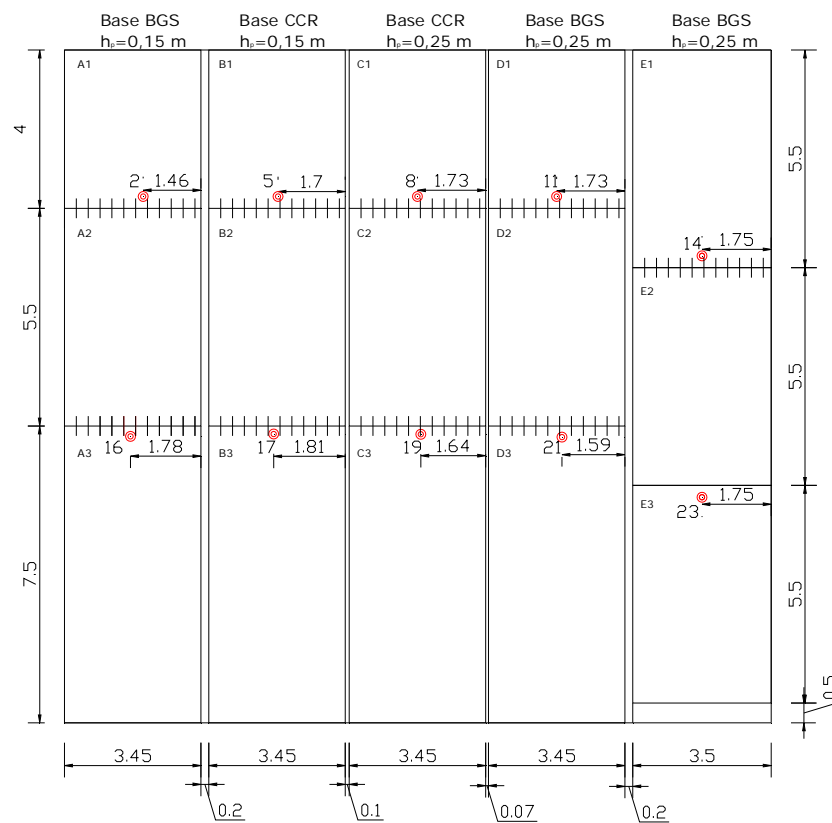 Base BGS
hₚ=0,15 m
Base CCR
hₚ=0,15 m
Base CCR
hₚ=0,25 m
Base BGS
hₚ=0,25 m
Base BGS
hₚ=0,25 m
A1
B1
C1
D1
E1
4
5.5
2 1.46
5 1.7
8 1.73
11 1.73
A2
B2
C2
D2
14 1.75
E2
5.5
5.5
16 1.78
17 1.81
19 1.64
21 1.59
A3
B3
C3
D3
E3
1.75
23
7.5
5.5
0.5
3.45
3.45
3.45
3.45
3.5
0.2
0.1
0.07
0.2